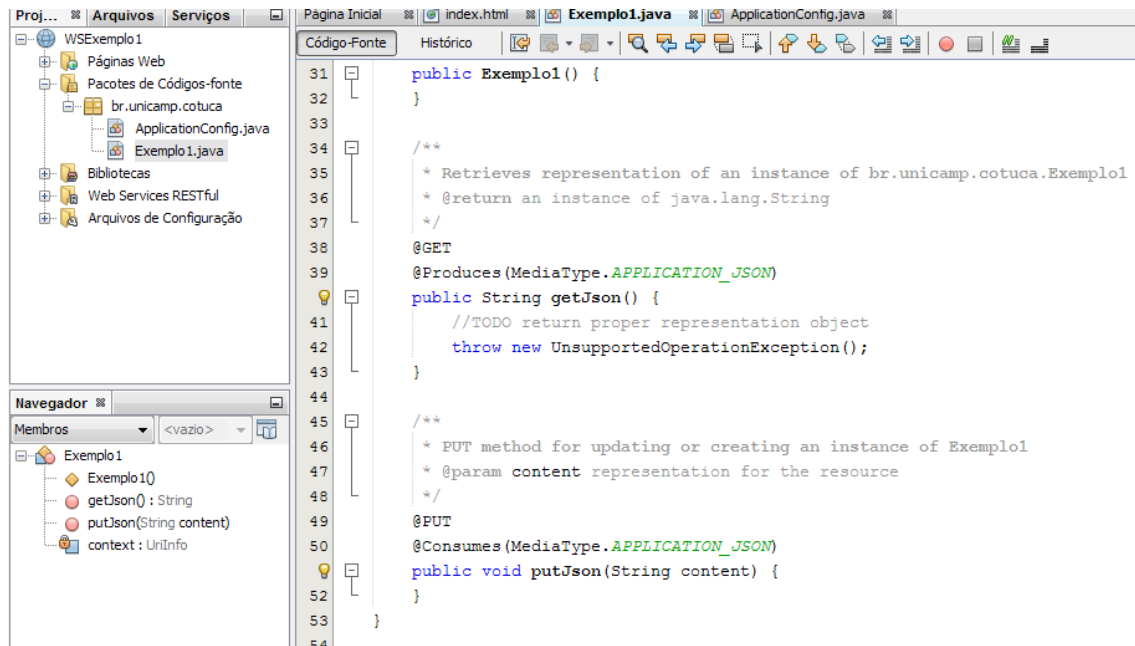 Proj... Arquivos Serviços
WSExemplo1
Páginas Web
Pacotes de Códigos-fonte
br.unicamp.cotuca
ApplicationConfig.java
Exemplo1.java
Bibliotecas
Web Services RESTful
Arquivos de Configuração
Navegador
Membros <vazio>
Exemplo1
Exemplo1()
getJson() : String
putJson(String content)
context : UriInfo
Página Inicial index.html Exemplo1.java ApplicationConfig.java
Código-Fonte Histórico
31 public Exemplo1() {
32 }
33
34 /**
35 * Retrieves representation of an instance of br.unicamp.cotuca.Exemplo1
36 * @return an instance of java.lang.String
37 */
38 @GET
39 @Produces(MediaType.APPLICATION_JSON)
public String getJson() {
41 //TODO return proper representation object
42 throw new UnsupportedOperationException();
43 }
44
45 /**
46 * PUT method for updating or creating an instance of Exemplo1
47 * @param content representation for the resource
48 */
49 @PUT
50 @Consumes(MediaType.APPLICATION_JSON)
public void putJson(String content) {
52 }
53 }
54